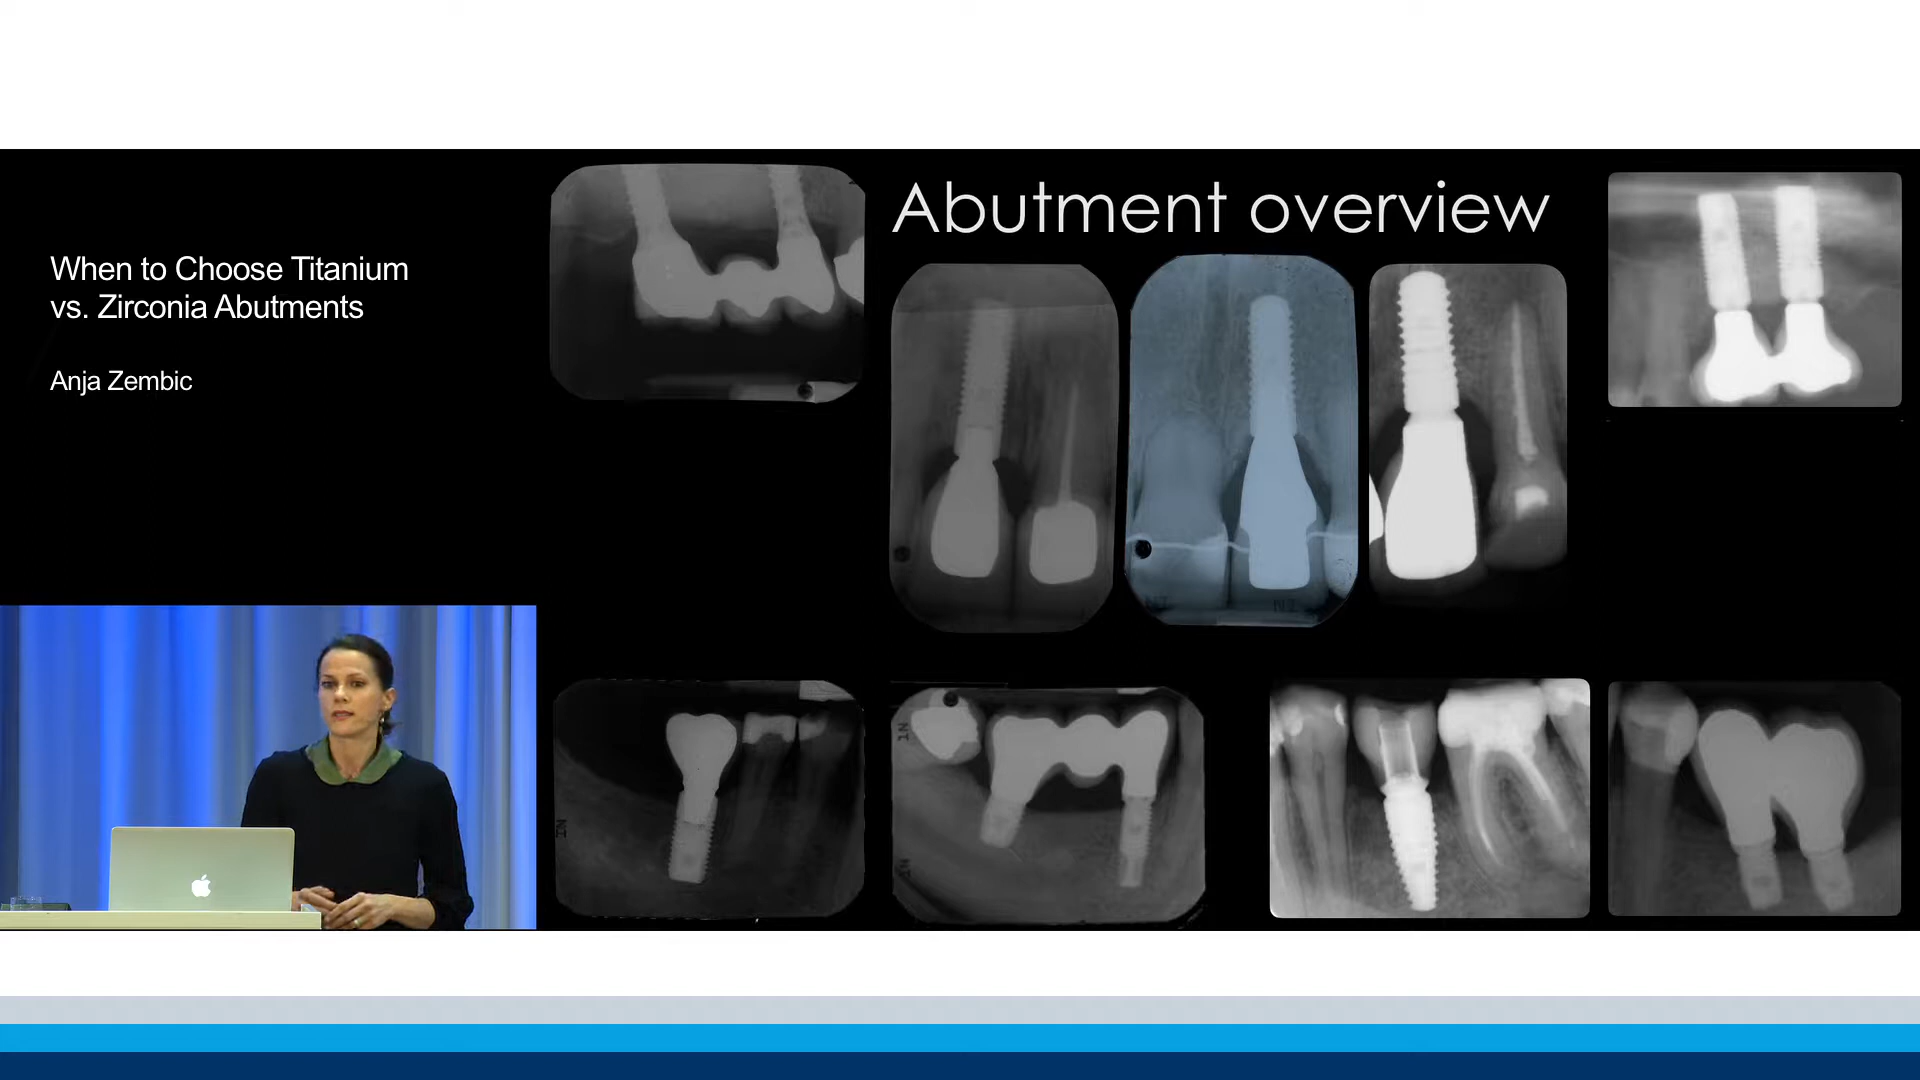 When to Choose Titanium
vs. Zirconia Abutments
Anja Zembic
Abutment overview